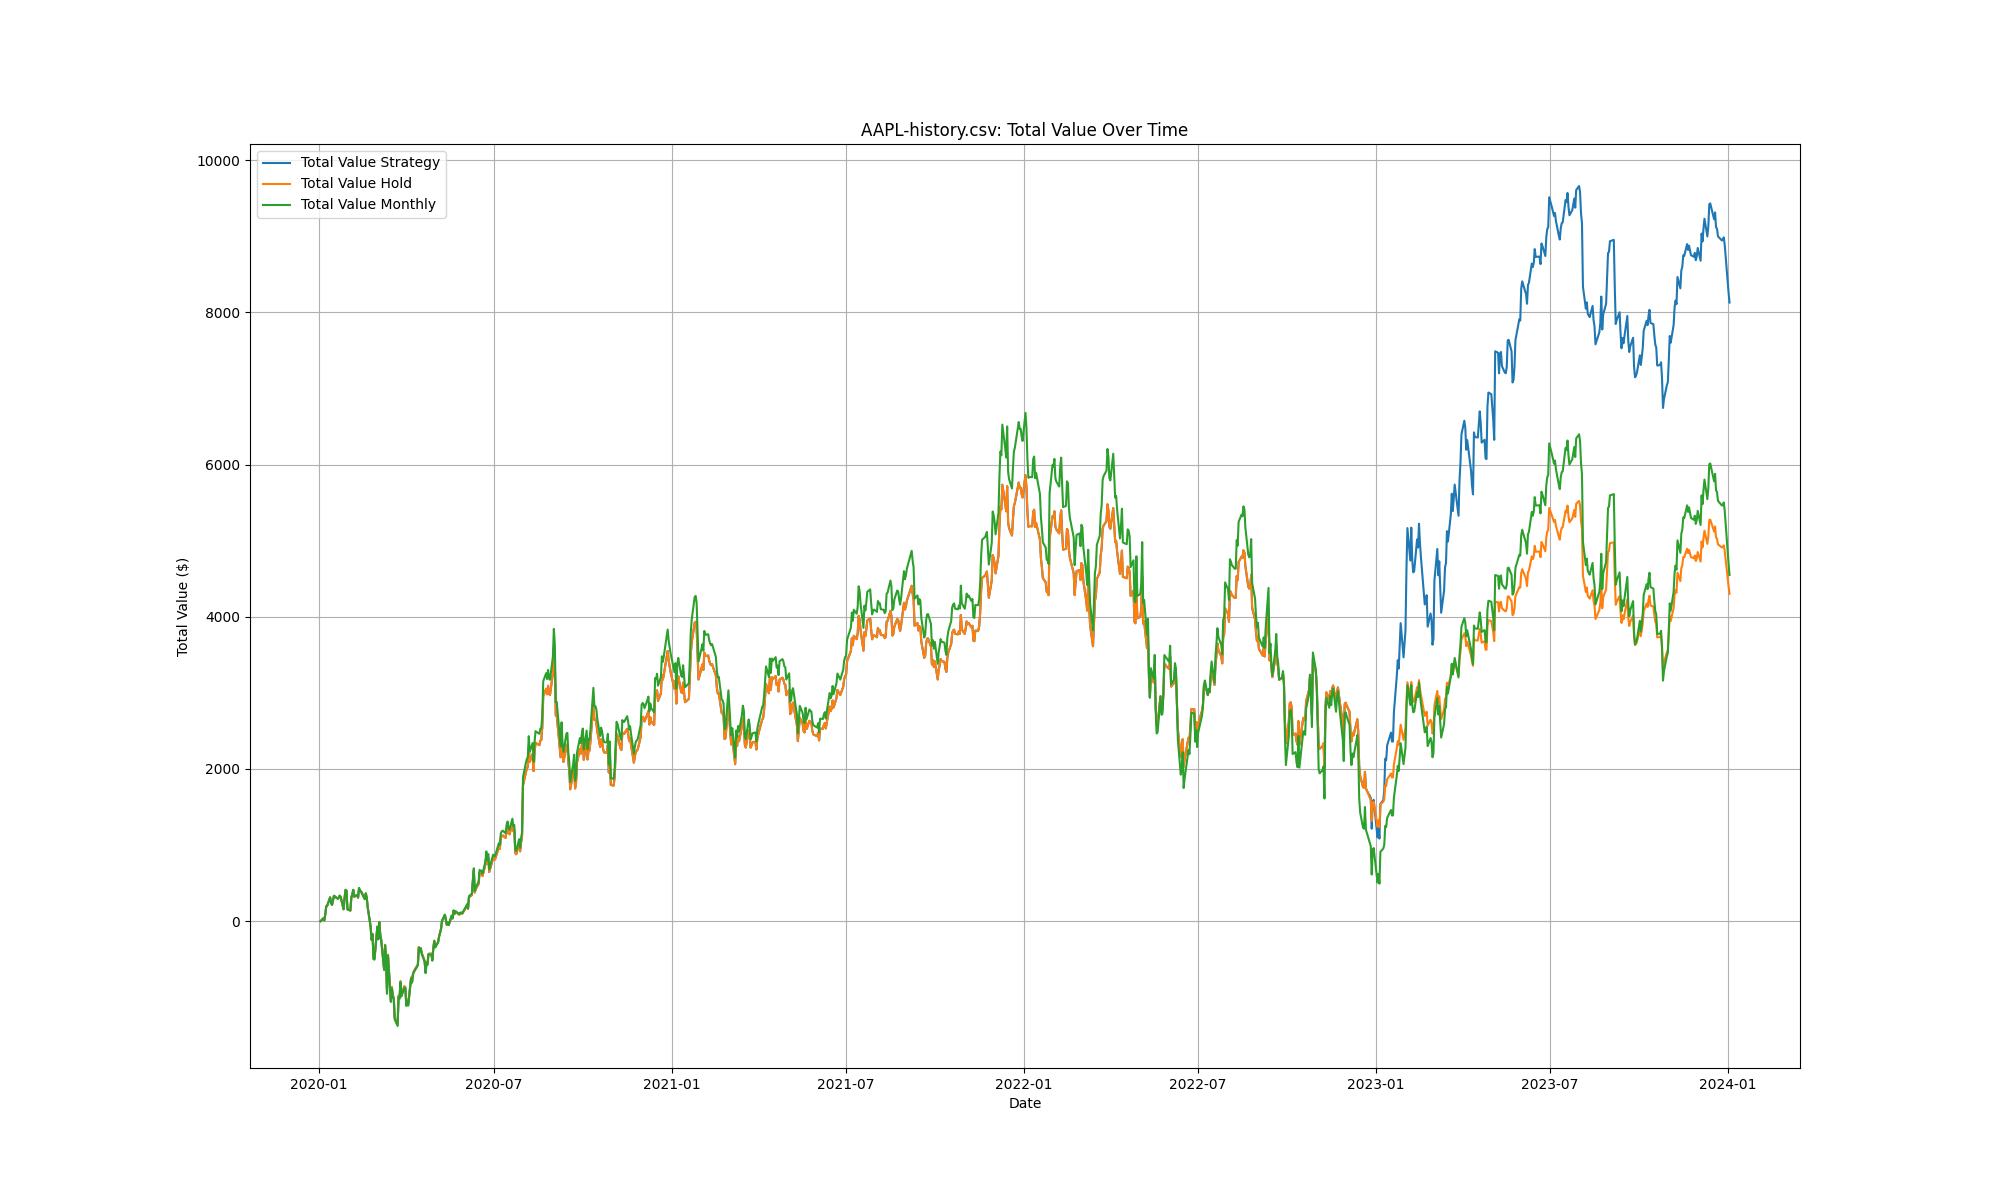 AAPL-history.csv: Total Value Over Time
Total Value Strategy
Total Value Hold
Total Value Monthly
10000
8000
6000
4000
2000
0
Total Value ($)
2020-01 2020-07 2021-01 2021-07 2022-01 2022-07 2023-01 2023-07 2024-01
Date